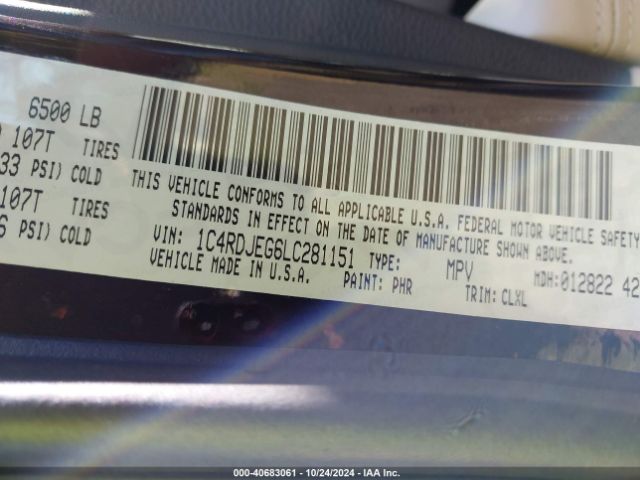 6500 LB
107T TIRES
33 PSI) COLD
107T TIRES
PSI) COLD
THIS VEHICLE CONFORMS TO ALL APPLICABLE U.S.A. FEDERAL MOTOR VEHICLE SAFETY
STANDARDS IN EFFECT ON THE DATE OF MANUFACTURE SHOWN ABOVE.
VIN: 1C4RDJEG6LC281151 TYPE: MPV MDH:012822 42
VEHICLE MADE IN U.S.A. PAINT: PHR TRIM: CLXL
000-40683061 - 10/24/2024 - IAA Inc.